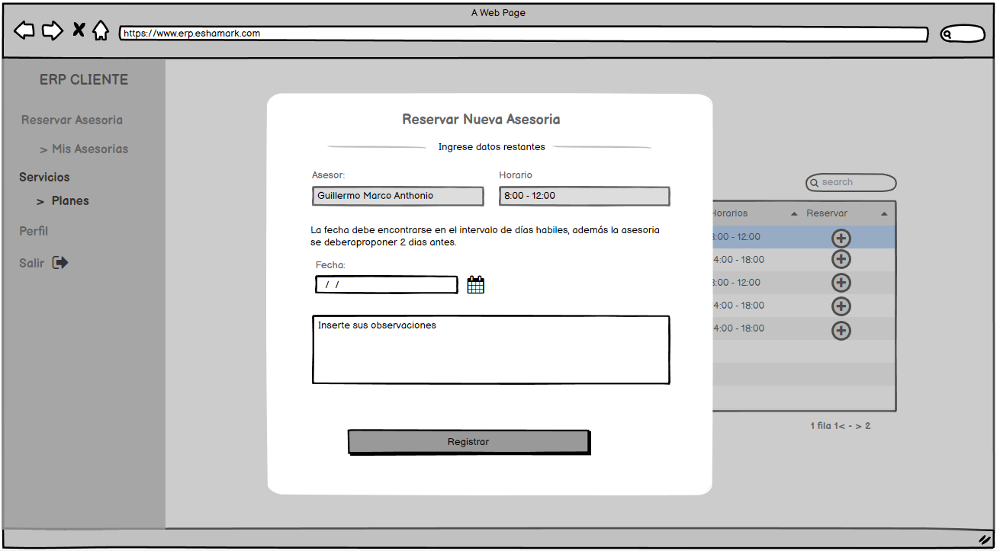 A Web Page
https://www.erp.eshamark.com
ERP CLIENTE
Reservar Asesoria
> Mis Asesorias
Servicios
> Planes
Perfil
Salir
Reservar Nueva Asesoria
Ingrese datos restantes
Asesor:
Horario
Guillermo Marco Anthonio
8:00 - 12:00
La fecha debe encontrarse en el intervalo de días habiles, además la asesoria
se deberaproponer 2 dias antes.
Fecha:
/ /
Inserte sus observaciones
Registrar
search
Horarios Reservar
8:00 - 12:00
4:00 - 18:00
8:00 - 12:00
4:00 - 18:00
4:00 - 18:00
1 fila 1< - > 2